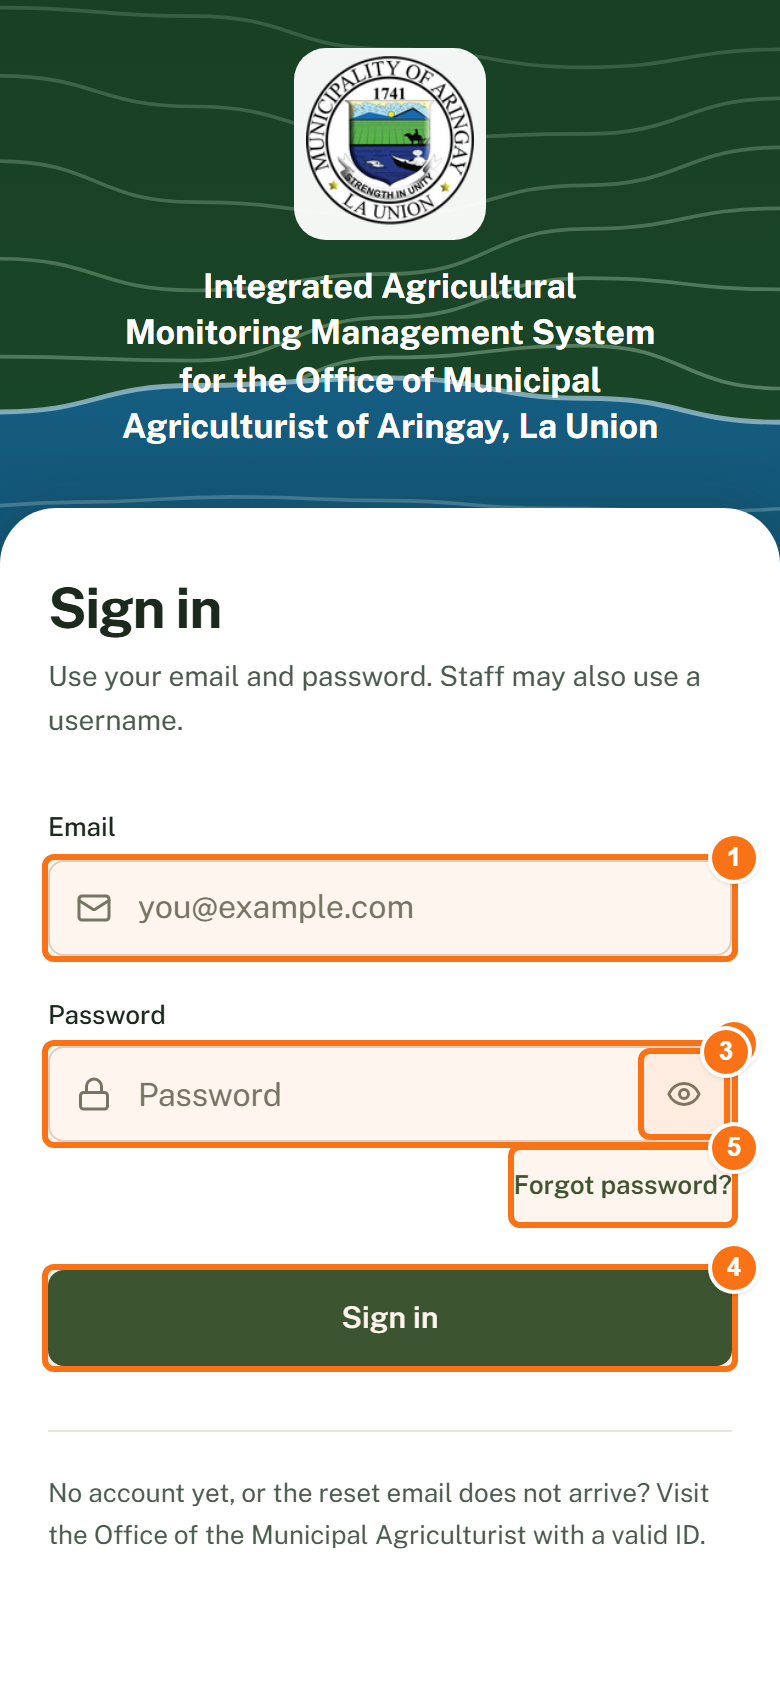 MUNICIPALITY OF ARINGAY
1741
STRENGTH IN UNITY
LA UNION
Integrated Agricultural
Monitoring Management System
for the Office of Municipal
Agriculturist of Aringay, La Union
Sign in
Use your email and password. Staff may also use a
username.
Email
1
you@example.com
Password
3
Password
5
Forgot password?
4
Sign in
No account yet, or the reset email does not arrive? Visit
the Office of the Municipal Agriculturist with a valid ID.